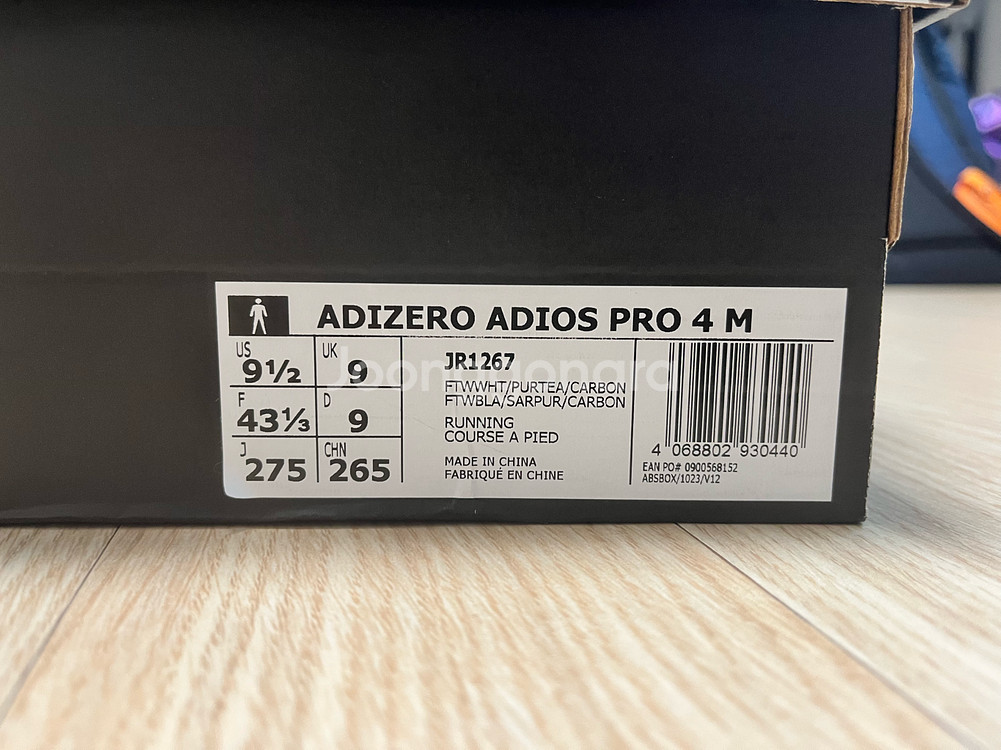 ADIZERO ADIOS PRO 4 M
US 9½ UK 9
F 43⅓ D 9
J 275 CHN 265
JR1267
FTWWHT/PURTEA/CARBON
FTWBLA/SARPUR/CARBON
RUNNING
COURSE A PIED
MADE IN CHINA
FABRIQUÉ EN CHINE
4 068802 930440
EAN PO# 0900568152
ABSBOX/1023/V12
Joonggonara